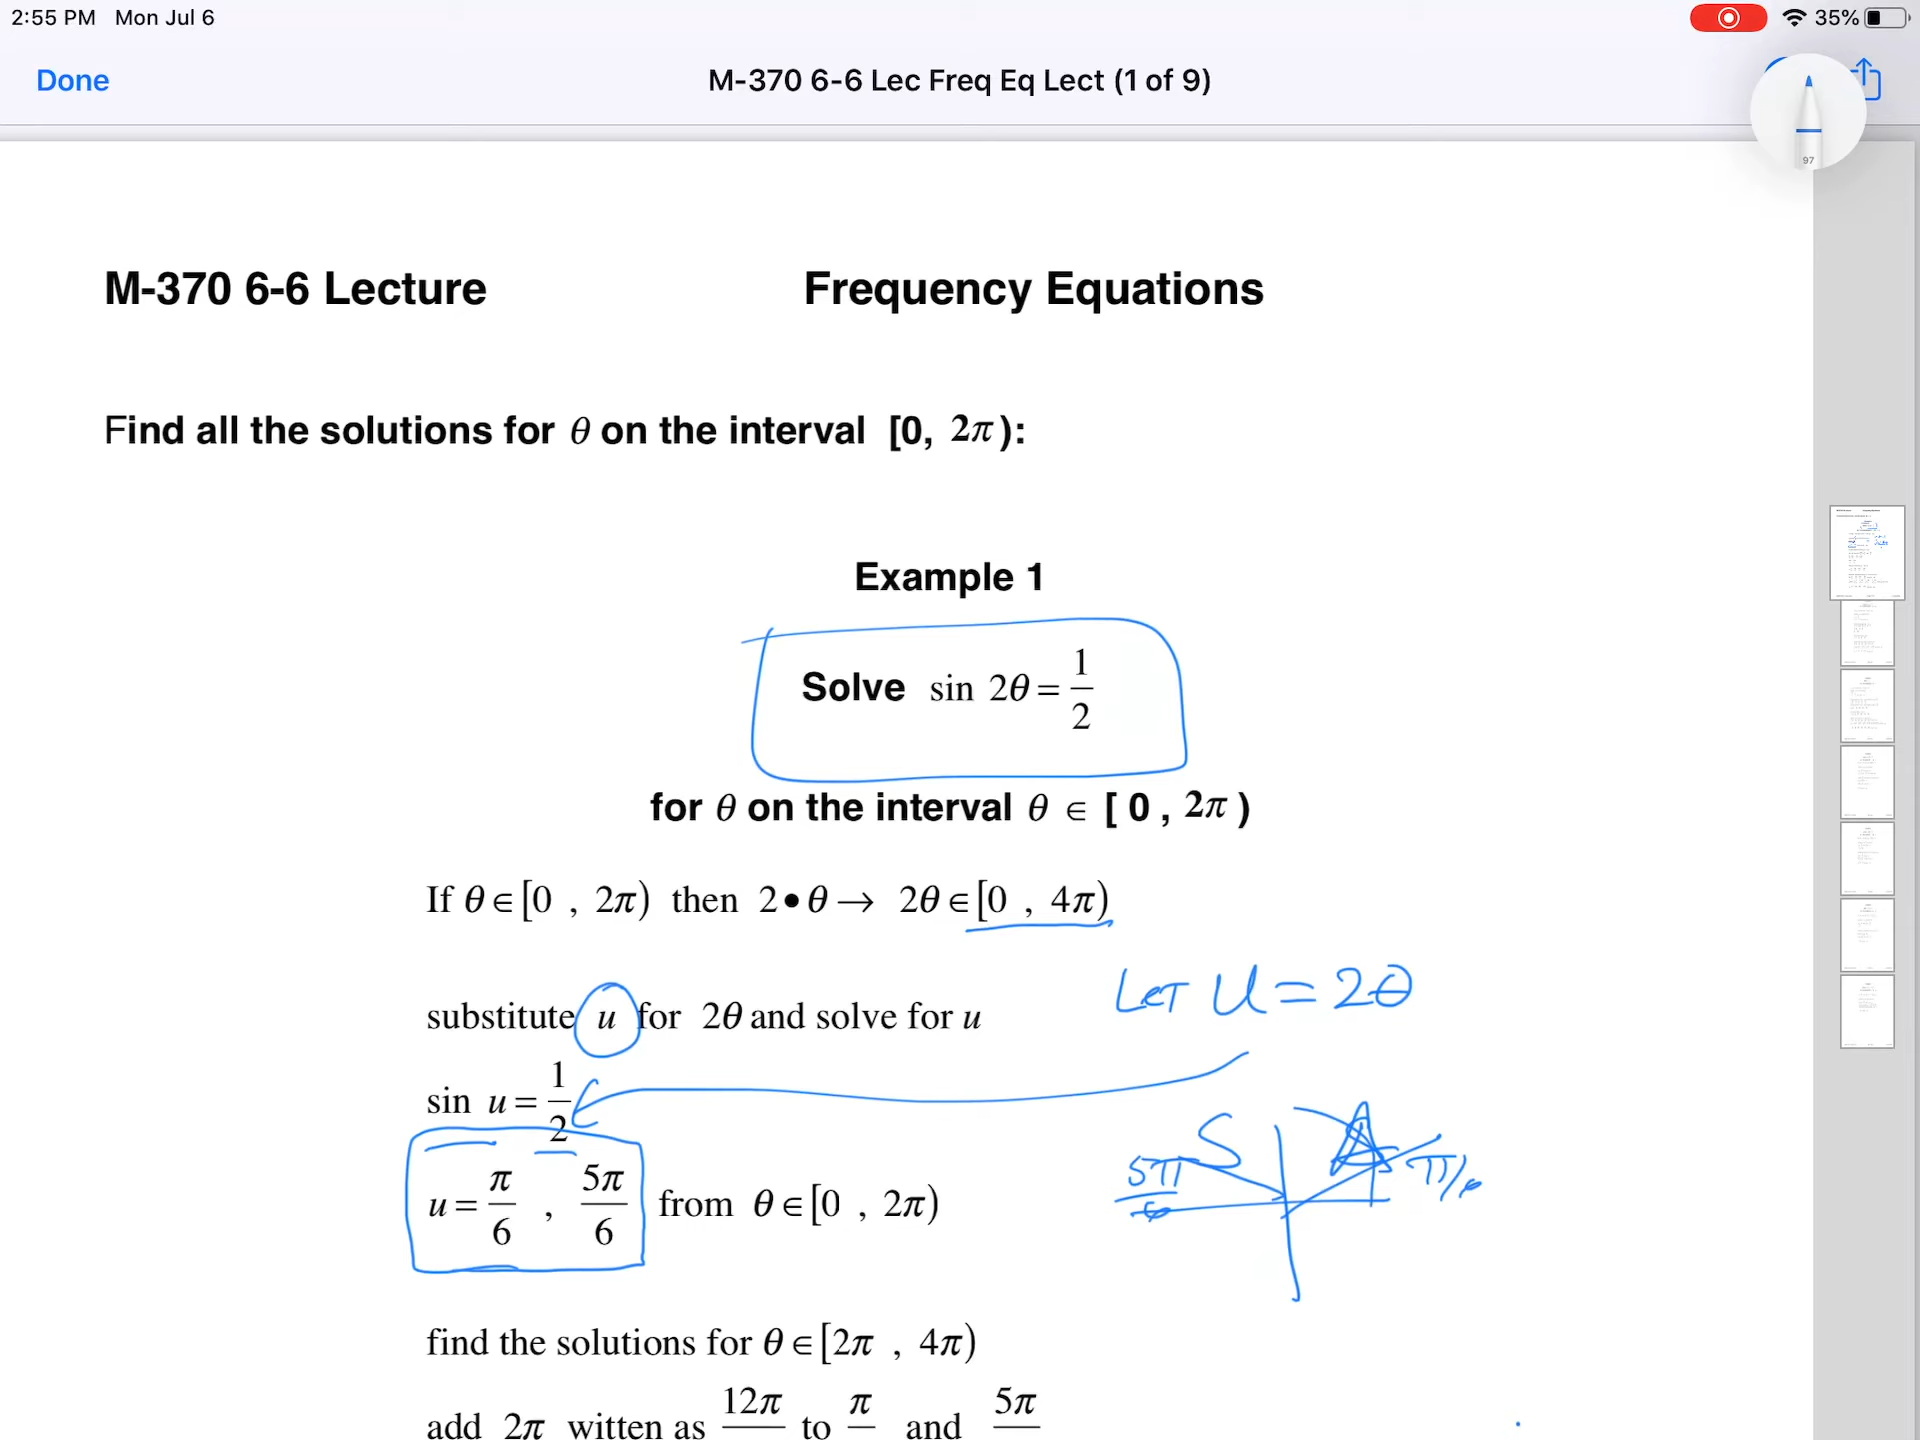 2:55 PM Mon Jul 6 35%
Done M-370 6-6 Lec Freq Eq Lect (1 of 9)
97
M-370 6-6 Lecture Frequency Equations
Find all the solutions for θ on the interval [0, 2π):
Example 1
Solve sin 2θ = 1/2
for θ on the interval θ ∈ [ 0 , 2π )
If θ ∈ [0 , 2π) then 2•θ → 2θ ∈ [0 , 4π)
LET U = 2θ
substitute u for 2θ and solve for u
sin u = 1/2
S A
5π/6 π/6
u = π/6 , 5π/6 from θ ∈ [0 , 2π)
find the solutions for θ ∈ [2π , 4π)
add 2π witten as 12π to π and 5π